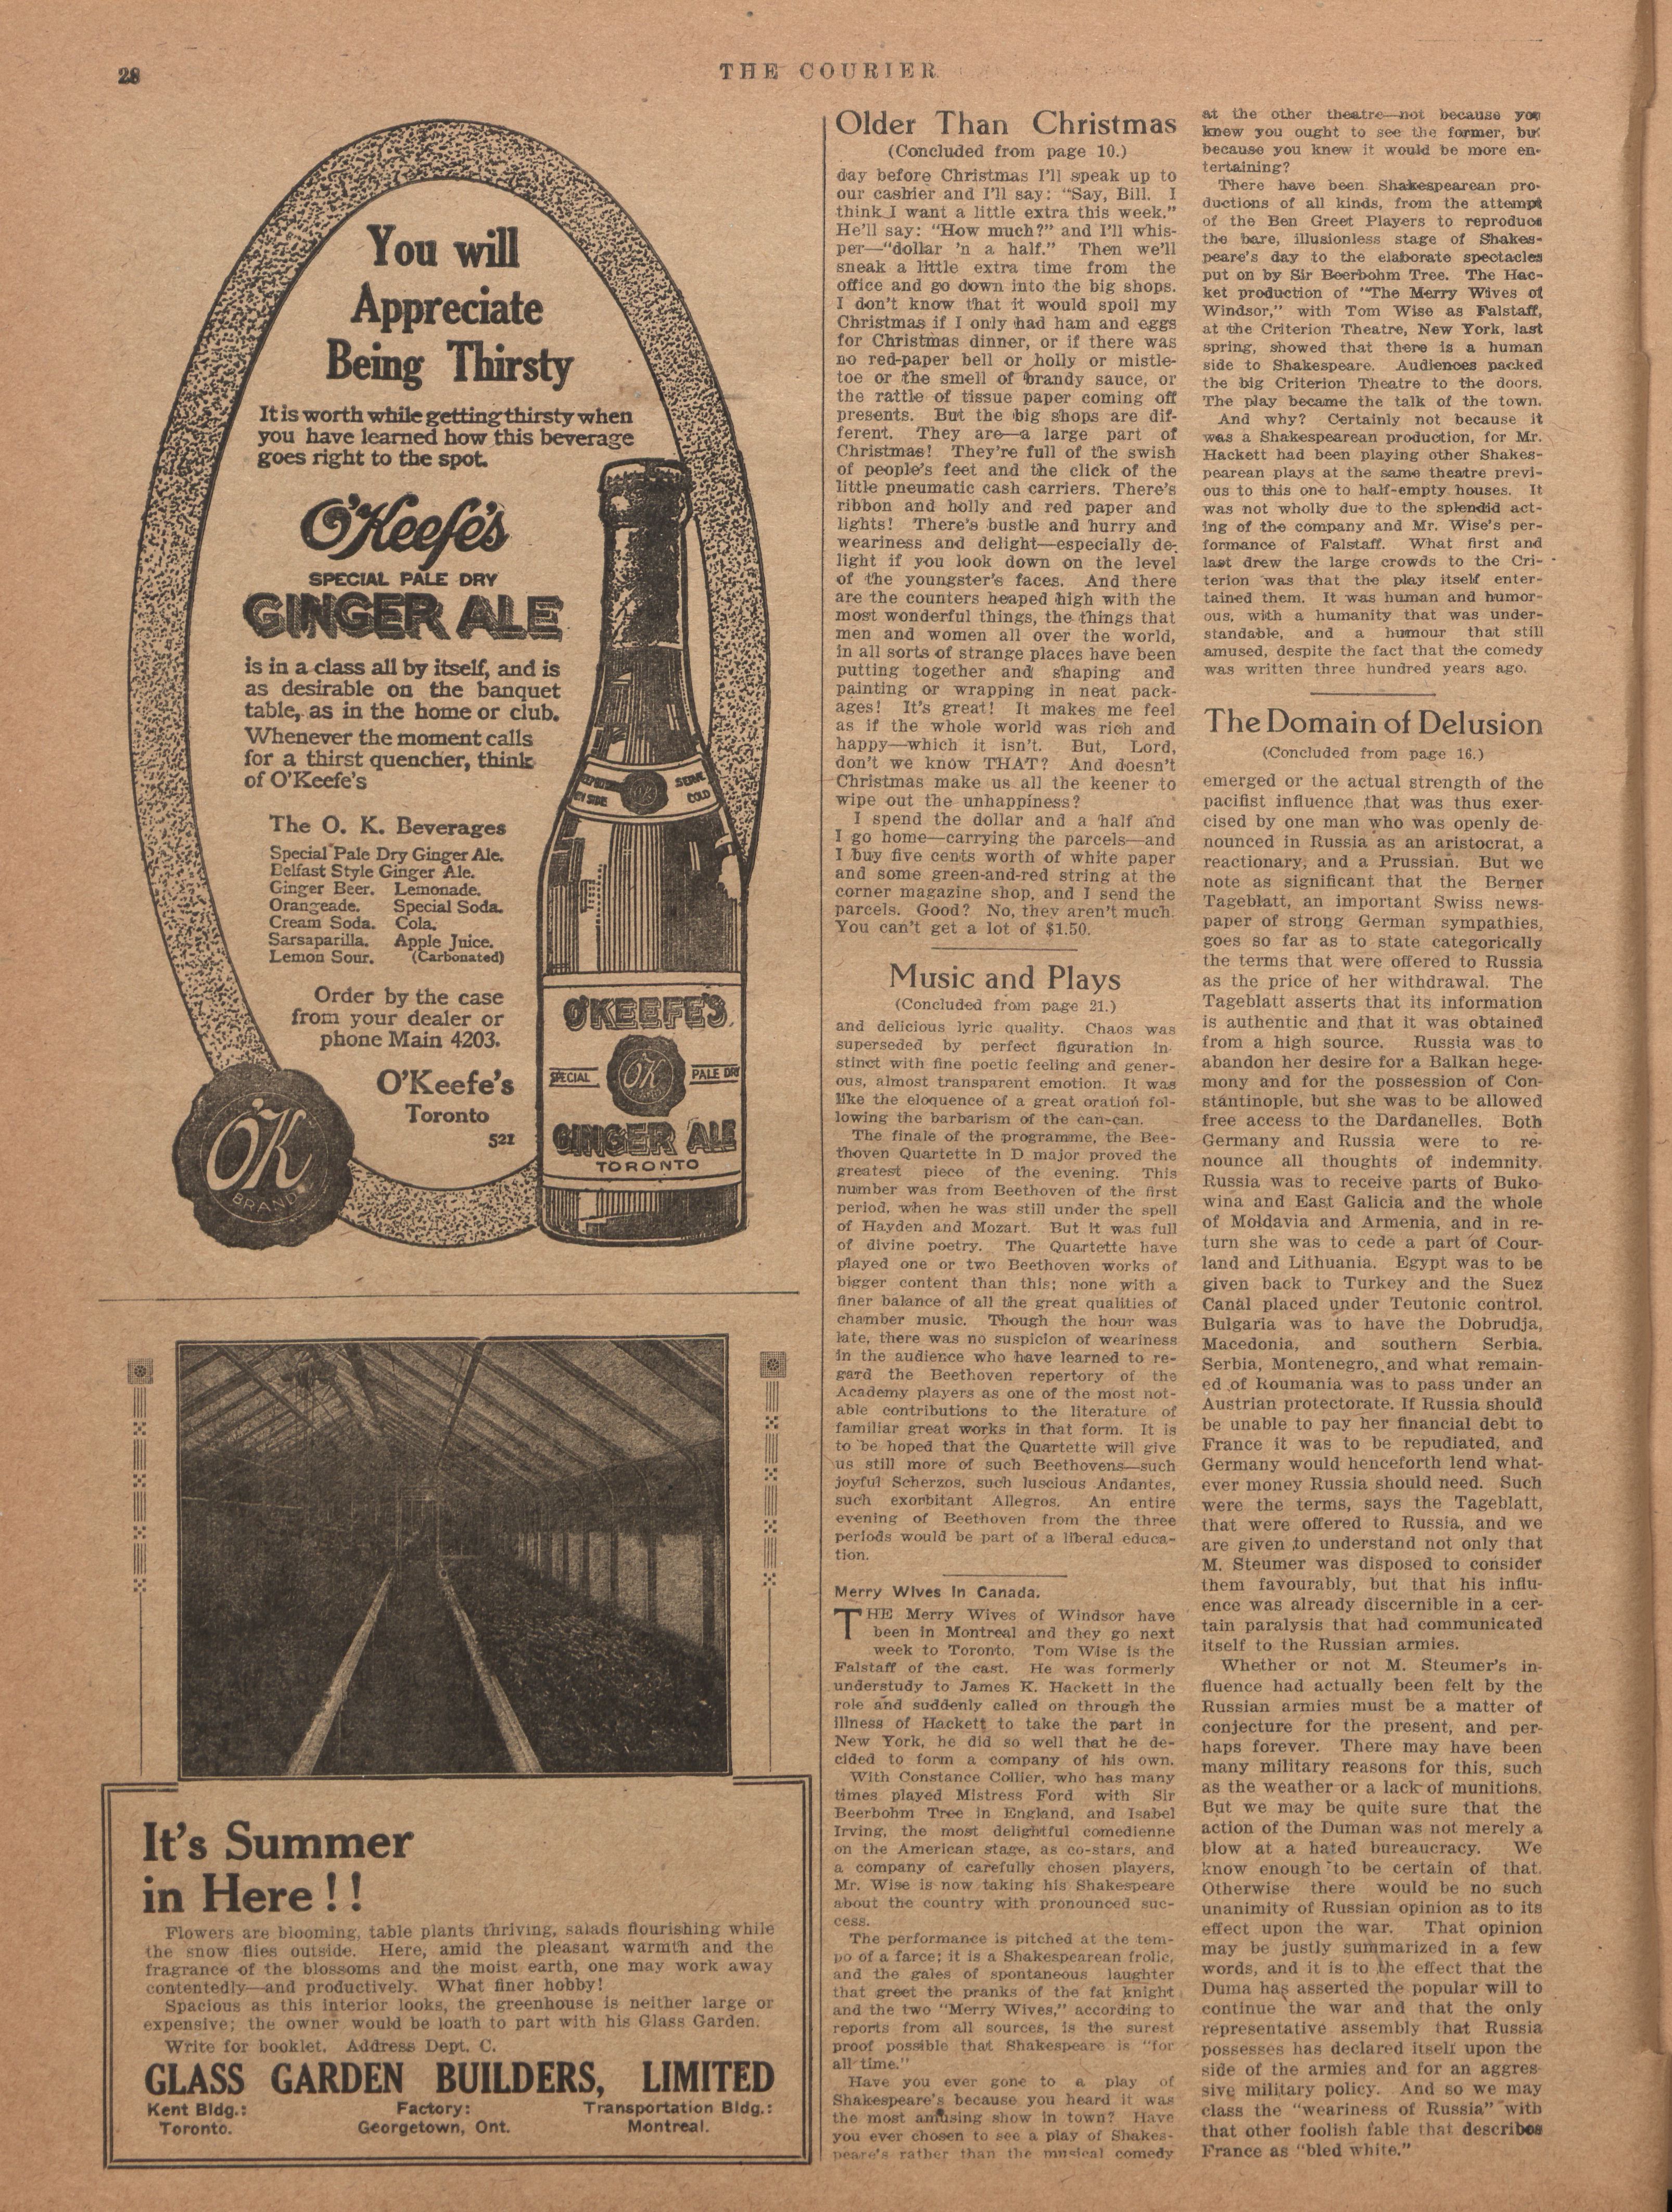 28
THE COURIER
You will
Appreciate
Being Thirsty
It is worth while getting thirsty when
you have learned how this beverage
goes right to the spot.
O'Keefe's
SPECIAL PALE DRY
GINGER ALE
is in a class all by itself, and is
as desirable on the banquet
table, as in the home or club.
Whenever the moment calls
for a thirst quencher, think
of O'Keefe's
The O. K. Beverages
Special Pale Dry Ginger Ale.
Belfast Style Ginger Ale.
Ginger Beer. Lemonade.
Orangeade. Special Soda.
Cream Soda. Cola.
Sarsaparilla. Apple Juice.
Lemon Sour. (Carbonated)
Order by the case
from your dealer or
phone Main 4203.
O'Keefe's
Toronto
521
OK
BRAND
SERVE
COLD
O'KEEFE'S
SPECIAL OK PALE DRY
GINGER ALE
TORONTO
It's Summer
in Here!!
Flowers are blooming, table plants thriving, salads flourishing while
the snow flies outside. Here, amid the pleasant warmth and the
fragrance of the blossoms and the moist earth, one may work away
contentedly—and productively. What finer hobby!
Spacious as this interior looks, the greenhouse is neither large or
expensive; the owner would be loath to part with his Glass Garden.
Write for booklet. Address Dept. C.
GLASS GARDEN BUILDERS, LIMITED
Kent Bldg.: Factory: Transportation Bldg.:
Toronto. Georgetown, Ont. Montreal.
Older Than Christmas
(Concluded from page 10.)
day before Christmas I'll speak up to
our cashier and I'll say: "Say, Bill. I
think I want a little extra this week."
He'll say: "How much?" and I'll whis-
per—"dollar 'n a half." Then we'll
sneak a little extra time from the
office and go down into the big shops.
I don't know that it would spoil my
Christmas if I only had ham and eggs
for Christmas dinner, or if there was
no red-paper bell or holly or mistle-
toe or the smell of brandy sauce, or
the rattle of tissue paper coming off
presents. But the big shops are dif-
ferent. They are—a large part of
Christmas! They're full of the swish
of people's feet and the click of the
little pneumatic cash carriers. There's
ribbon and holly and red paper and
lights! There's bustle and hurry and
weariness and delight—especially de-
light if you look down on the level
of the youngster's faces. And there
are the counters heaped high with the
most wonderful things, the things that
men and women all over the world,
in all sorts of strange places have been
putting together and shaping and
painting or wrapping in neat pack-
ages! It's great! It makes me feel
as if the whole world was rich and
happy—which it isn't. But, Lord,
don't we know THAT? And doesn't
Christmas make us all the keener to
wipe out the unhappiness?
I spend the dollar and a half and
I go home—carrying the parcels—and
I buy five cents worth of white paper
and some green-and-red string at the
corner magazine shop, and I send the
parcels. Good? No, they aren't much.
You can't get a lot of $1.50.
Music and Plays
(Concluded from page 21.)
and delicious lyric quality. Chaos was
superseded by perfect figuration in-
stinct with fine poetic feeling and gener-
ous, almost transparent emotion. It was
like the eloquence of a great oration fol-
lowing the barbarism of the can-can.
The finale of the programme, the Bee-
thoven Quartette in D major proved the
greatest piece of the evening. This
number was from Beethoven of the first
period, when he was still under the spell
of Hayden and Mozart. But it was full
of divine poetry. The Quartette have
played one or two Beethoven works of
bigger content than this; none with a
finer balance of all the great qualities of
chamber music. Though the hour was
late, there was no suspicion of weariness
in the audience who have learned to re-
gard the Beethoven repertory of the
Academy players as one of the most not-
able contributions to the literature of
familiar great works in that form. It is
to be hoped that the Quartette will give
us still more of such Beethovens—such
joyful Scherzos, such luscious Andantes,
such exorbitant Allegros. An entire
evening of Beethoven from the three
periods would be part of a liberal educa-
tion.
Merry Wives in Canada.
THE Merry Wives of Windsor have
been in Montreal and they go next
week to Toronto. Tom Wise is the
Falstaff of the cast. He was formerly
understudy to James K. Hackett in the
role and suddenly called on through the
illness of Hackett to take the part in
New York, he did so well that he de-
cided to form a company of his own.
With Constance Collier, who has many
times played Mistress Ford with Sir
Beerbohm Tree in England, and Isabel
Irving, the most delightful comedienne
on the American stage, as co-stars, and
a company of carefully chosen players,
Mr. Wise is now taking his Shakespeare
about the country with pronounced suc-
cess.
The performance is pitched at the tem-
po of a farce; it is a Shakespearean frolic,
and the gales of spontaneous laughter
that greet the pranks of the fat knight
and the two "Merry Wives," according to
reports from all sources, is the surest
proof possible that Shakespeare is "for
all time."
Have you ever gone to a play of
Shakespeare's because you heard it was
the most amusing show in town? Have
you ever chosen to see a play of Shakes-
peare's rather than the musical comedy
at the other theatre—not because you
knew you ought to see the former, but
because you knew it would be more en-
tertaining?
There have been Shakespearean pro-
ductions of all kinds, from the attempt
of the Ben Greet Players to reproduce
the bare, illusionless stage of Shakes-
peare's day to the elaborate spectacles
put on by Sir Beerbohm Tree. The Hac-
ket production of "The Merry Wives of
Windsor," with Tom Wise as Falstaff,
at the Criterion Theatre, New York, last
spring, showed that there is a human
side to Shakespeare. Audiences packed
the big Criterion Theatre to the doors.
The play became the talk of the town.
And why? Certainly not because it
was a Shakespearean production, for Mr.
Hackett had been playing other Shakes-
pearean plays at the same theatre previ-
ous to this one to half-empty houses. It
was not wholly due to the splendid act-
ing of the company and Mr. Wise's per-
formance of Falstaff. What first and
last drew the large crowds to the Cri-
terion was that the play itself enter-
tained them. It was human and humor-
ous, with a humanity that was under-
standable, and a humour that still
amused, despite the fact that the comedy
was written three hundred years ago.
The Domain of Delusion
(Concluded from page 16.)
emerged or the actual strength of the
pacifist influence that was thus exer-
cised by one man who was openly de-
nounced in Russia as an aristocrat, a
reactionary, and a Prussian. But we
note as significant that the Berner
Tageblatt, an important Swiss news-
paper of strong German sympathies,
goes so far as to state categorically
the terms that were offered to Russia
as the price of her withdrawal. The
Tageblatt asserts that its information
is authentic and that it was obtained
from a high source. Russia was to
abandon her desire for a Balkan hege-
mony and for the possession of Con-
stantinople, but she was to be allowed
free access to the Dardanelles. Both
Germany and Russia were to re-
nounce all thoughts of indemnity.
Russia was to receive parts of Buko-
wina and East Galicia and the whole
of Moldavia and Armenia, and in re-
turn she was to cede a part of Cour-
land and Lithuania. Egypt was to be
given back to Turkey and the Suez
Canal placed under Teutonic control.
Bulgaria was to have the Dobrudja,
Macedonia, and southern Serbia.
Serbia, Montenegro, and what remain-
ed of Roumania was to pass under an
Austrian protectorate. If Russia should
be unable to pay her financial debt to
France it was to be repudiated, and
Germany would henceforth lend what-
ever money Russia should need. Such
were the terms, says the Tageblatt,
that were offered to Russia, and we
are given to understand not only that
M. Steumer was disposed to consider
them favourably, but that his influ-
ence was already discernible in a cer-
tain paralysis that had communicated
itself to the Russian armies.
Whether or not M. Steumer's in-
fluence had actually been felt by the
Russian armies must be a matter of
conjecture for the present, and per-
haps forever. There may have been
many military reasons for this, such
as the weather or a lack of munitions.
But we may be quite sure that the
action of the Duman was not merely a
blow at a hated bureaucracy. We
know enough to be certain of that.
Otherwise there would be no such
unanimity of Russian opinion as to its
effect upon the war. That opinion
may be justly summarized in a few
words, and it is to the effect that the
Duma has asserted the popular will to
continue the war and that the only
representative assembly that Russia
possesses has declared itself upon the
side of the armies and for an aggres-
sive military policy. And so we may
class the "weariness of Russia" with
that other foolish fable that describes
France as "bled white."